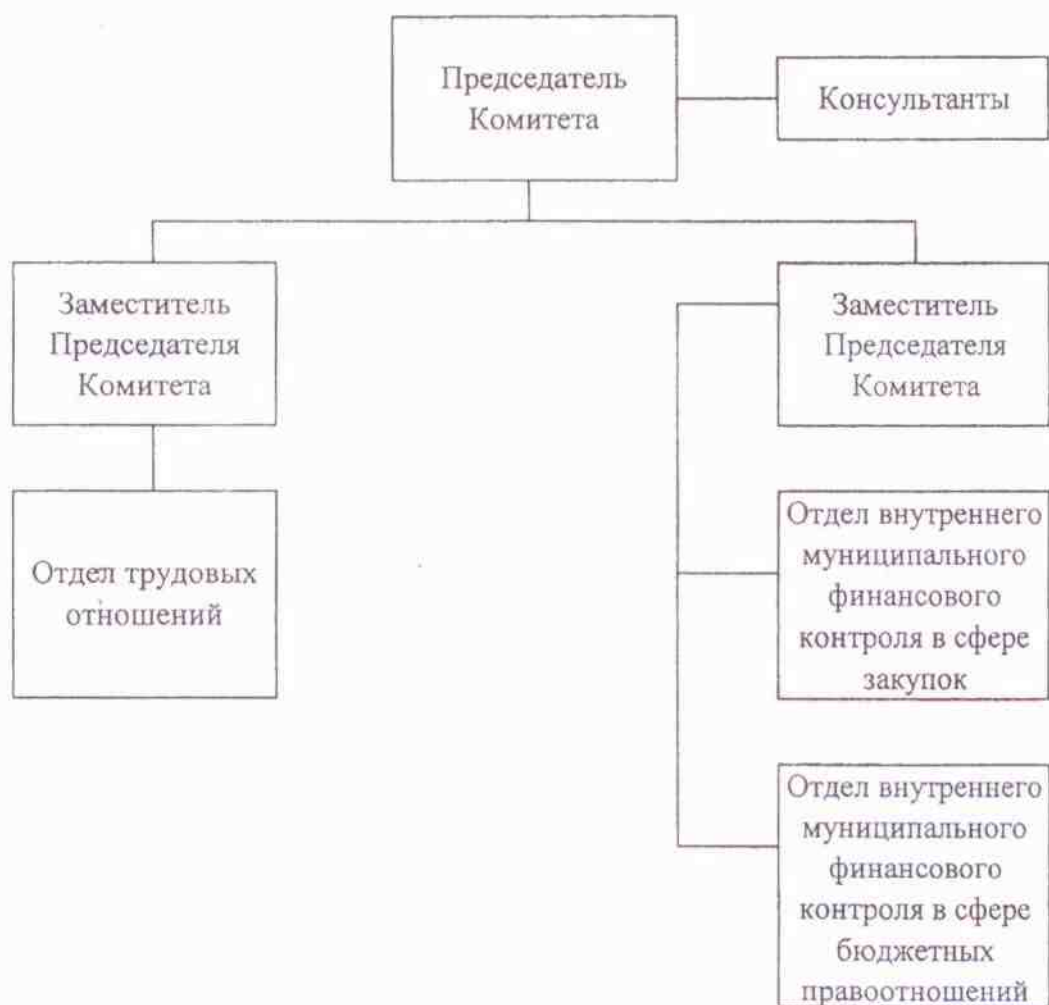 Председатель
Комитета
Консультанты
Заместитель
Председателя
Комитета
Заместитель
Председателя
Комитета
Отдел трудовых
отношений
Отдел внутреннего
муниципального
финансового
контроля в сфере
закупок
Отдел внутреннего
муниципального
финансового
контроля в сфере
бюджетных
правоотношений